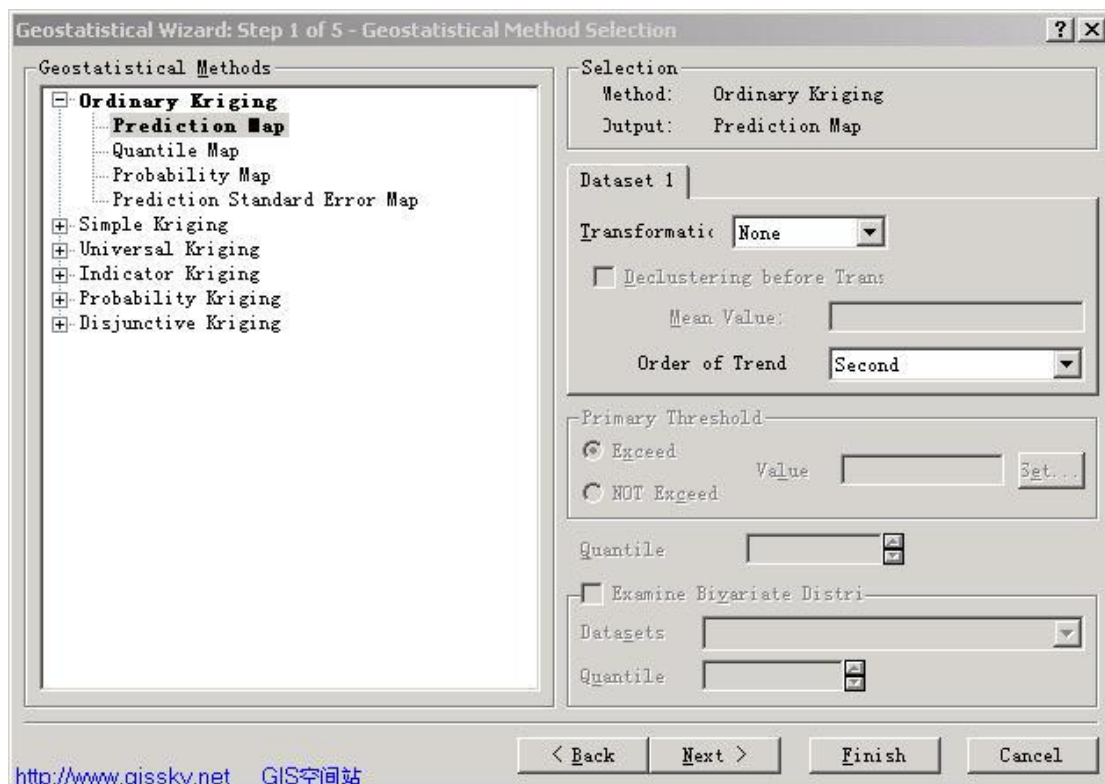 Geostatistical Wizard: Step 1 of 5 - Geostatistical Method Selection
Geostatistical Methods
Ordinary Kriging
Prediction Map
Quantile Map
Probability Map
Prediction Standard Error Map
Simple Kriging
Universal Kriging
Indicator Kriging
Probability Kriging
Disjunctive Kriging
Selection
Method: Ordinary Kriging
Output: Prediction Map
Dataset 1
Transformatic None
Declustering before Trans
Mean Value:
Order of Trend Second
Primary Threshold
Exceed
Value Set...
NOT Exceed
Quantile
Examine Bivariate Distri
Datasets
Quantile
< Back Next > Finish Cancel
http://www.gissky.net GIS空间站